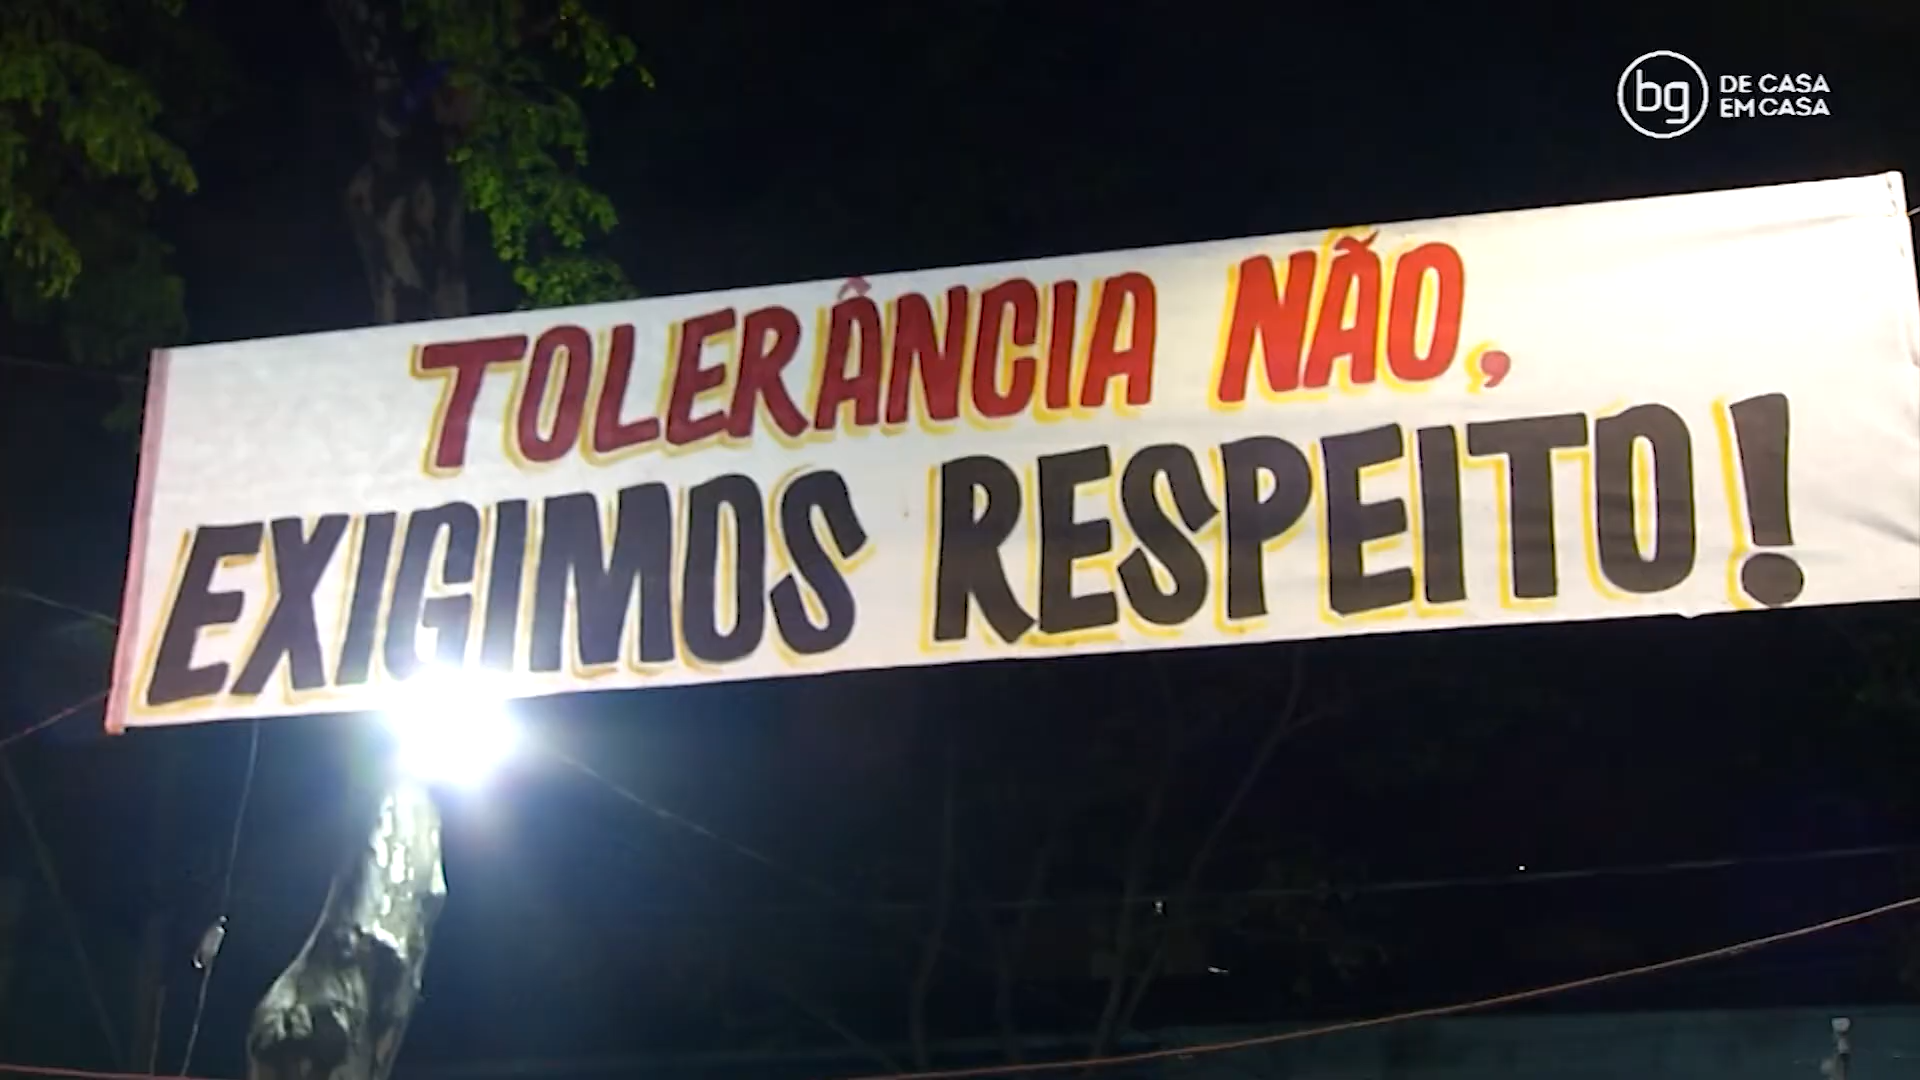 bg DE CASA
EM CASA
TOLERÂNCIA NÃO,
EXIGIMOS RESPEITO!